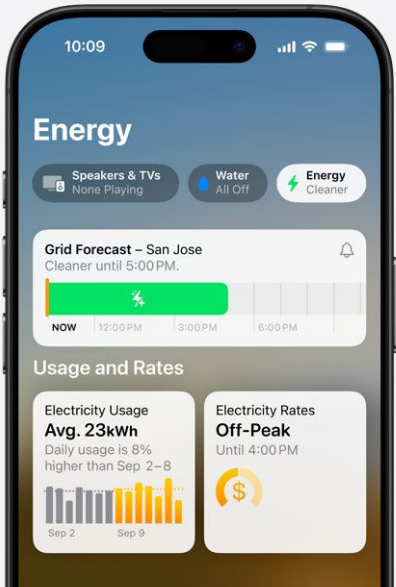 10:09
Energy
Speakers & TVs
None Playing
Water
All Off
Energy
Cleaner
Grid Forecast – San Jose
Cleaner until 5:00 PM.
NOW 12:00 PM 3:00 PM 6:00 PM
Usage and Rates
Electricity Usage
Avg. 23kWh
Daily usage is 8%
higher than Sep 2–8
Sep 2 Sep 9
Electricity Rates
Off-Peak
Until 4:00 PM
$